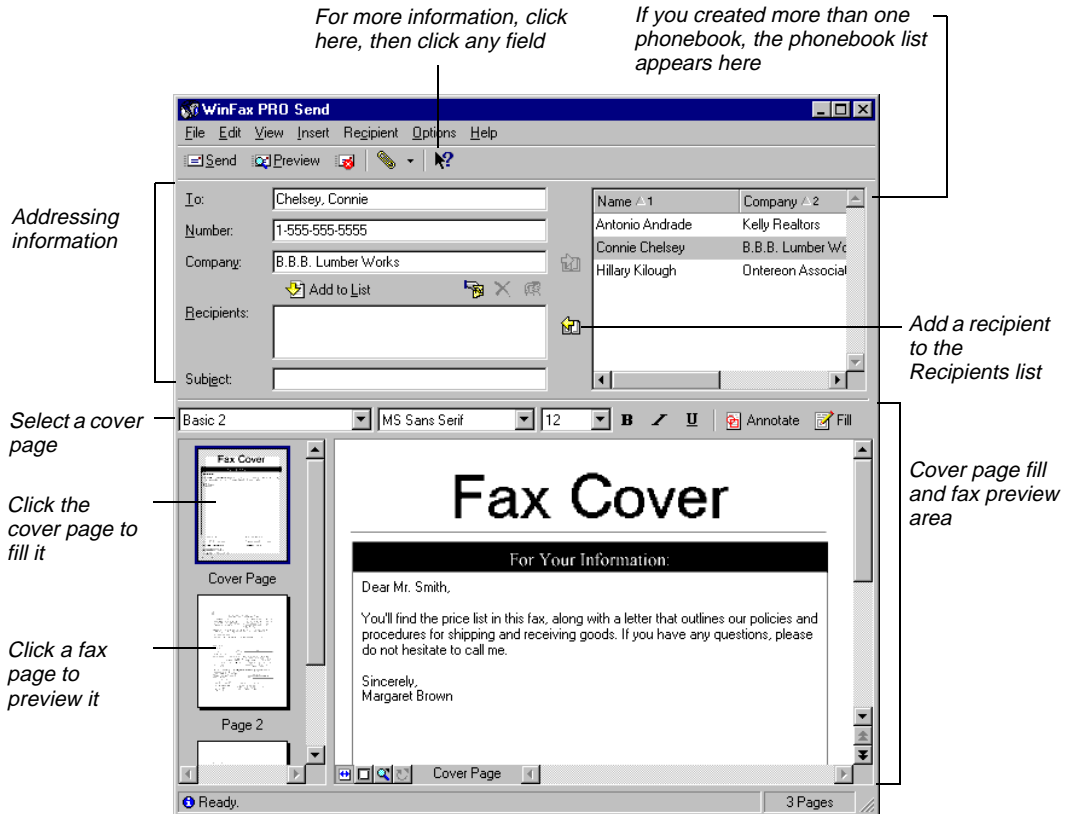 For more information, click
here, then click any field
If you created more than one
phonebook, the phonebook list
appears here
WinFax PRO Send
File Edit View Insert Recipient Options Help
Send Preview
Addressing
information
To: Chelsey, Connie
Number: 1-555-555-5555
Company: B.B.B. Lumber Works
Add to List
Recipients:
Subject:
Name 1 Company 2
Antonio Andrade Kelly Realtors
Connie Chelsey B.B.B. Lumber Wo
Hillary Kilough Ontereon Associat
Add a recipient
to the
Recipients list
Select a cover
page
Basic 2 MS Sans Serif 12 B I U Annotate Fill
Click the
cover page to
fill it
Fax Cover
Cover Page
Click a fax
page to
preview it
Page 2
Fax Cover
For Your Information:
Dear Mr. Smith,
You'll find the price list in this fax, along with a letter that outlines our policies and
procedures for shipping and receiving goods. If you have any questions, please
do not hesitate to call me.
Sincerely,
Margaret Brown
Cover page fill
and fax preview
area
Cover Page
Ready. 3 Pages